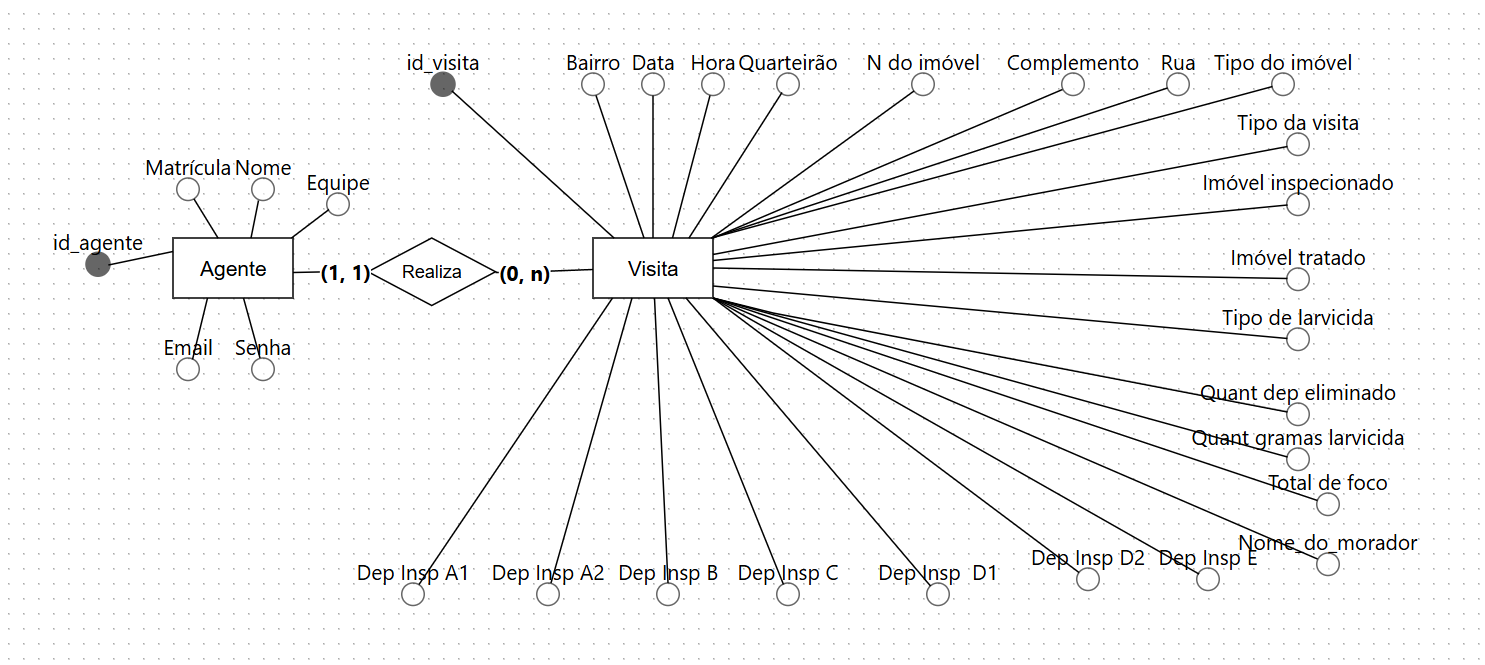 id_visita
Bairro
Data
Hora
Quarteirão
N do imóvel
Complemento
Rua
Tipo do imóvel
Tipo da visita
Matrícula
Nome
Equipe
Imóvel inspecionado
id_agente
Agente
(1, 1)
Realiza
(0, n)
Visita
Imóvel tratado
Tipo de larvicida
Email
Senha
Quant dep eliminado
Quant gramas larvicida
Total de foco
Nome_do_morador
Dep Insp A1
Dep Insp A2
Dep Insp B
Dep Insp C
Dep Insp  D1
Dep Insp D2
Dep Insp E